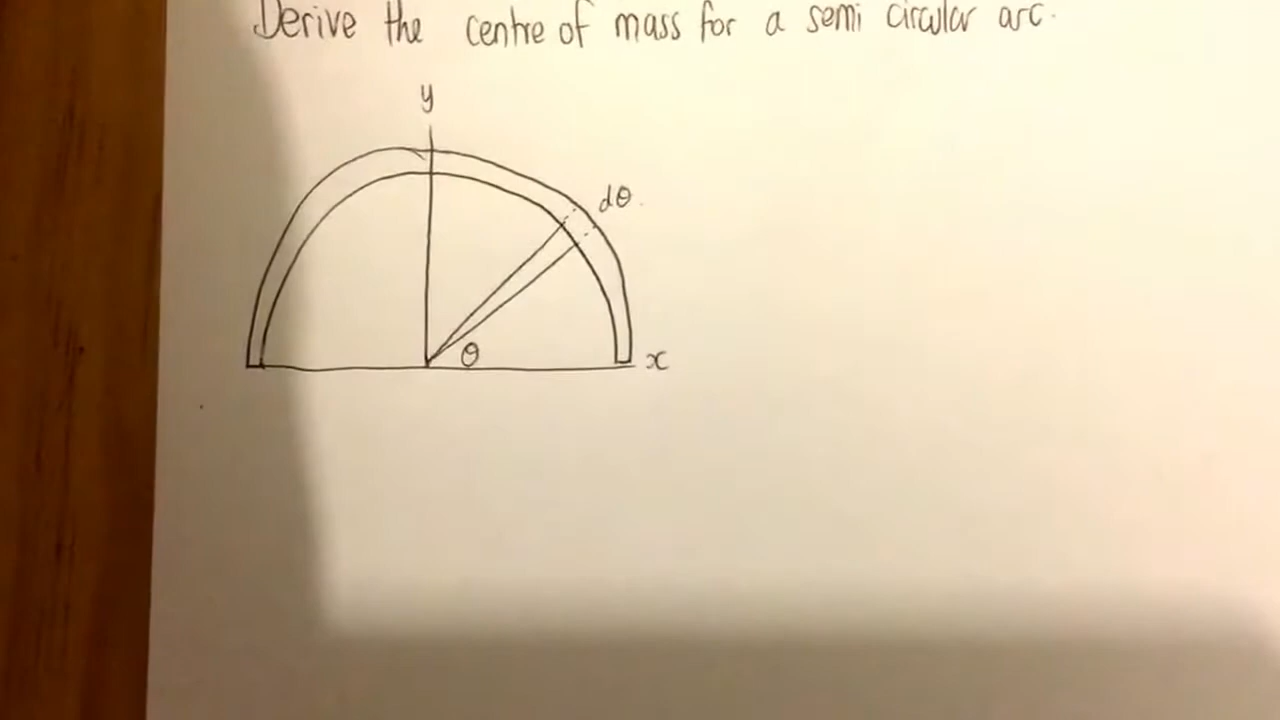 Derive the centre of mass for a semi circular arc.
y
dθ.
θ
x